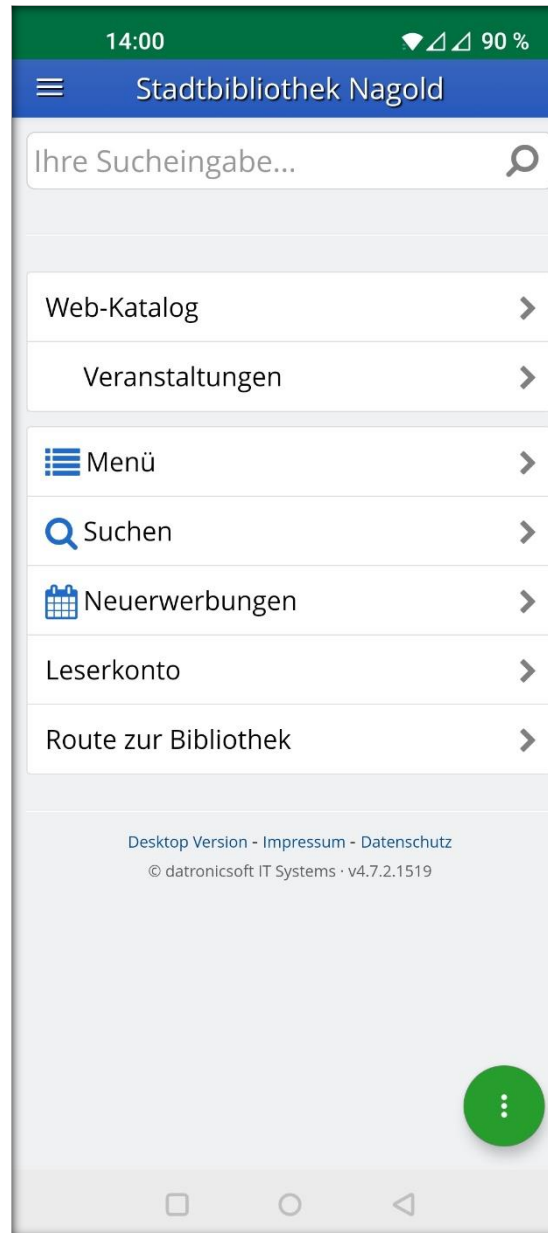 14:00 90 %
Stadtbibliothek Nagold
Ihre Sucheingabe...
Web-Katalog
Veranstaltungen
Menü
Suchen
Neuerwerbungen
Leserkonto
Route zur Bibliothek
Desktop Version - Impressum - Datenschutz
© datronicsoft IT Systems · v4.7.2.1519